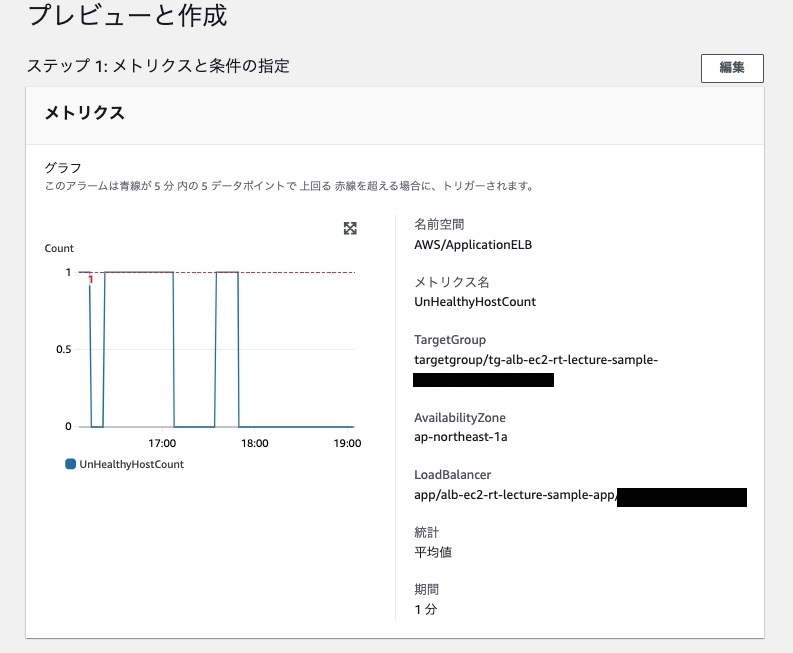 プレビューと作成
ステップ 1: メトリクスと条件の指定
編集
メトリクス
グラフ
このアラームは青線が 5 分 内の 5 データポイントで 上回る 赤線を超える場合に、トリガーされます。
Count
1
1
0.5
0
17:00
18:00
19:00
UnHealthyHostCount
名前空間
AWS/ApplicationELB
メトリクス名
UnHealthyHostCount
TargetGroup
targetgroup/tg-alb-ec2-rt-lecture-sample-
AvailabilityZone
ap-northeast-1a
LoadBalancer
app/alb-ec2-rt-lecture-sample-app/
統計
平均値
期間
1 分